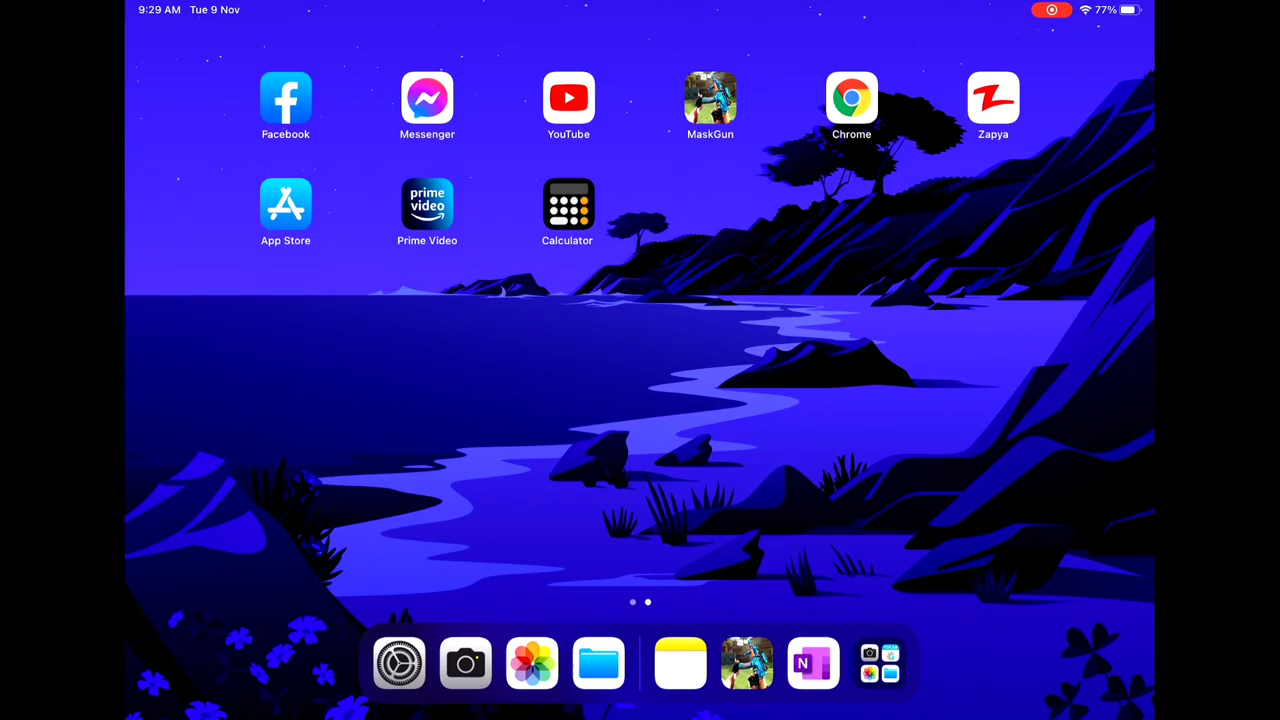 9:29 AM Tue 9 Nov 77%
Facebook Messenger YouTube MaskGun Chrome Zapya
prime
video
App Store Prime Video Calculator
N